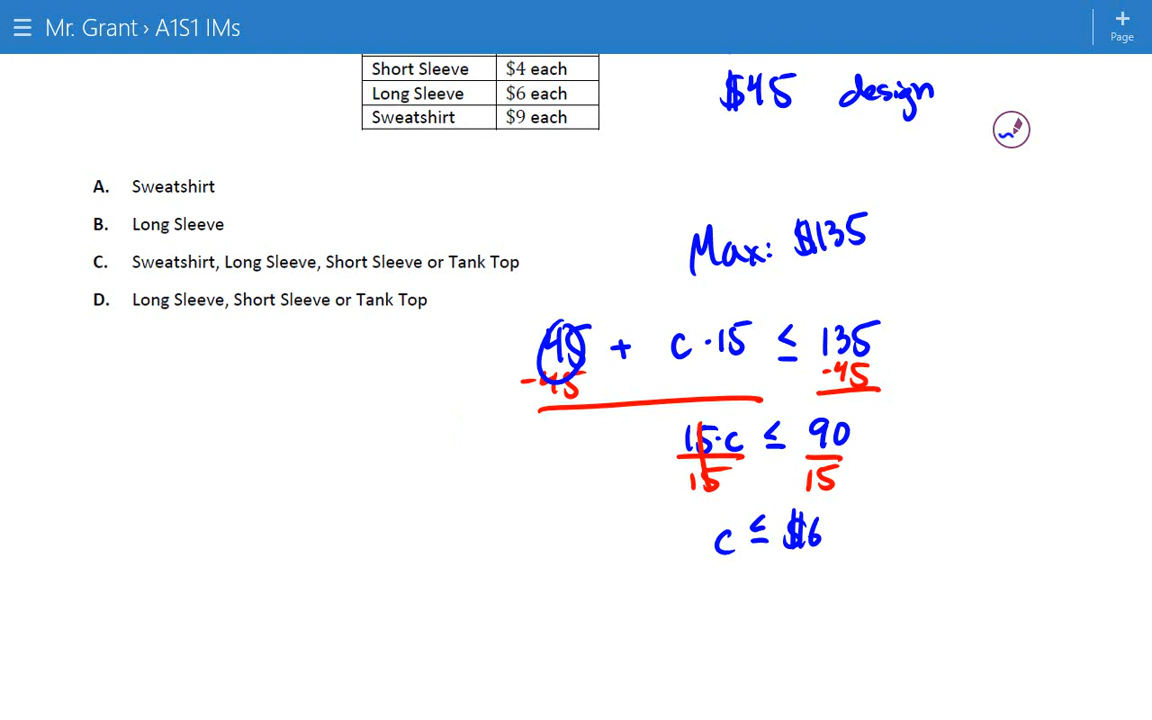 Mr. Grant › A1S1 IMs
Page
Short Sleeve $4 each
Long Sleeve $6 each
Sweatshirt $9 each
$45 design
A. Sweatshirt
B. Long Sleeve
C. Sweatshirt, Long Sleeve, Short Sleeve or Tank Top
D. Long Sleeve, Short Sleeve or Tank Top
Max: $135
45 + c · 15 ≤ 135
-45 -45
15·c ≤ 90
15 15
c ≤ $6